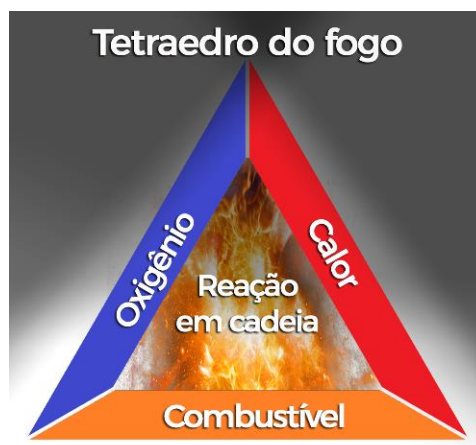 Tetraedro do fogo
Oxigênio
Calor
Reação
em cadeia
Combustível